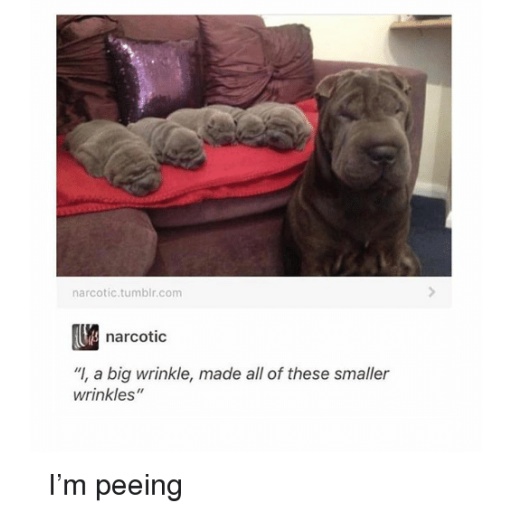 narcotic.tumblr.com
narcotic
"I, a big wrinkle, made all of these smaller
wrinkles"
I'm peeing